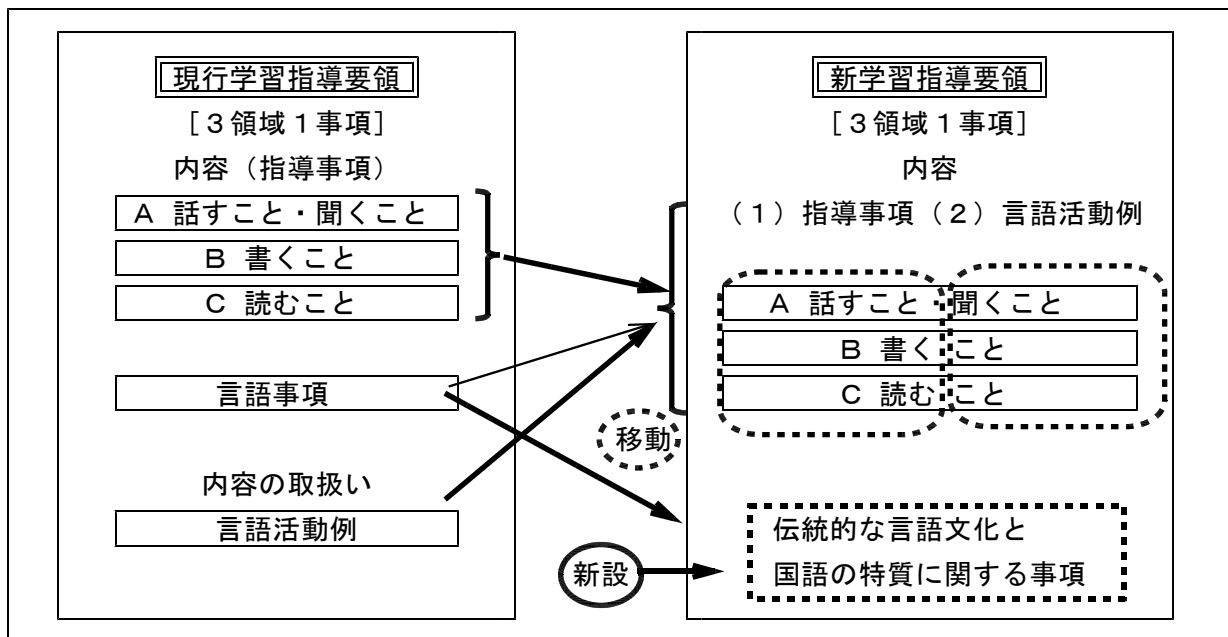 現行学習指導要領
[３領域１事項]
内容（指導事項）
Ａ 話すこと・聞くこと
Ｂ 書くこと
Ｃ 読むこと
言語事項
内容の取扱い
言語活動例
移動
新設
新学習指導要領
[３領域１事項]
内容
（１）指導事項（２）言語活動例
Ａ 話すこと・聞くこと
Ｂ 書くこと
Ｃ 読むこと
伝統的な言語文化と
国語の特質に関する事項